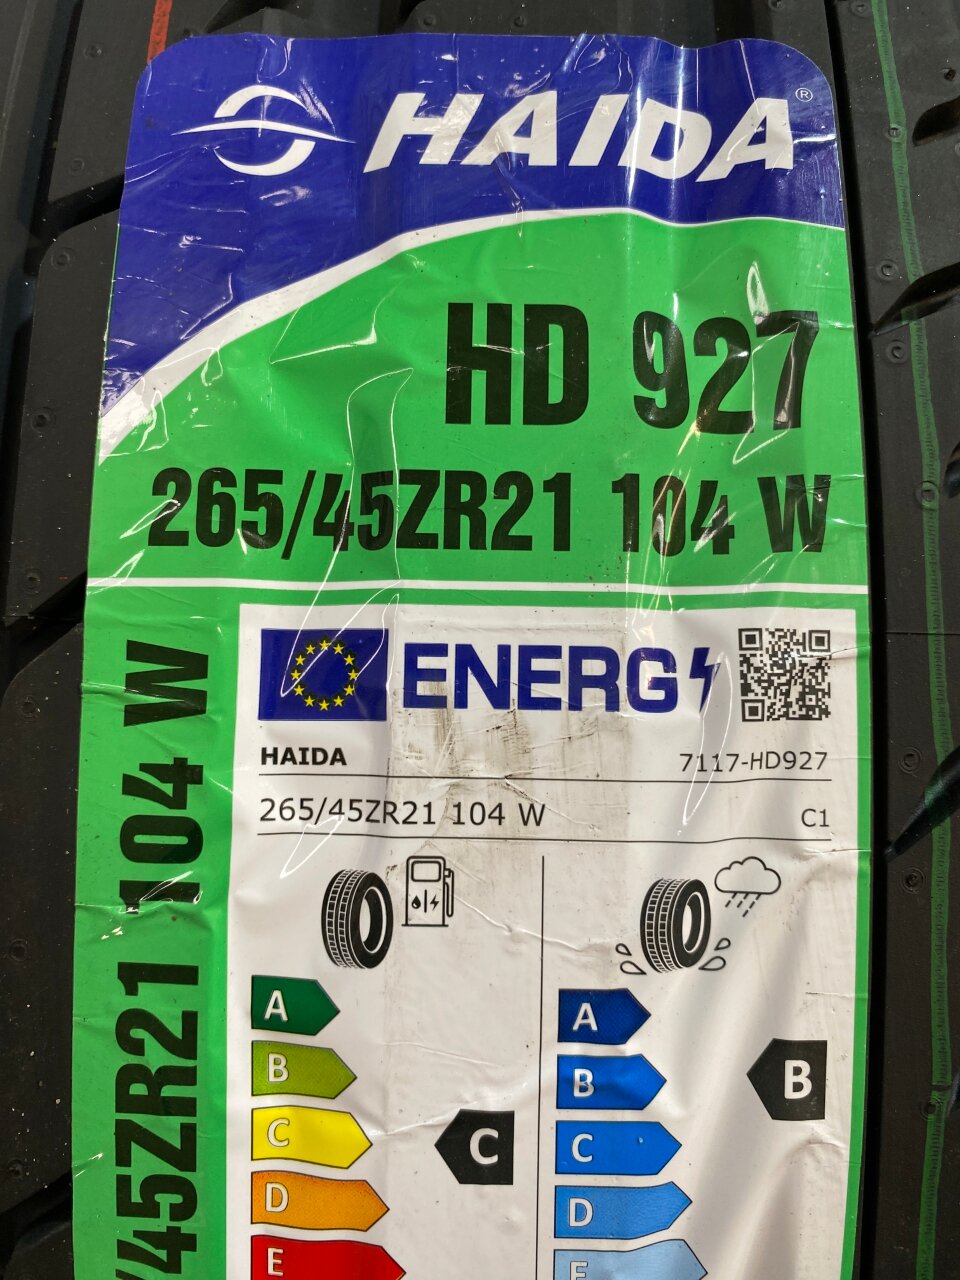 HAIDA®
HD 927
265/45ZR21 104 W
ENERG
HAIDA 7117-HD927
265/45ZR21 104 W C1
A
B
C
D
E
C
A
B
C
D
E
B
/45ZR21 104 W